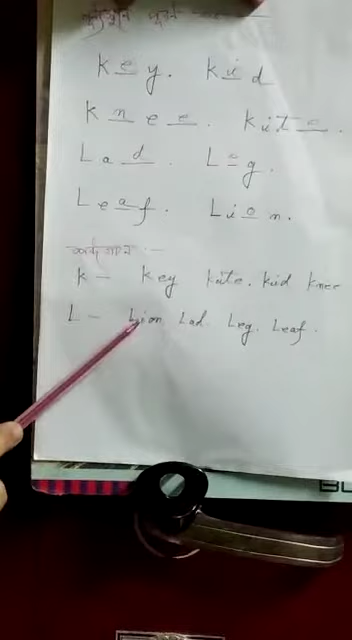 Key. Kid
Knee. Kite.
Lad. Leg.
Leaf. Lion.
K - Key Kite. Kid Knee
L - Lion Lad. Leg. Leaf.